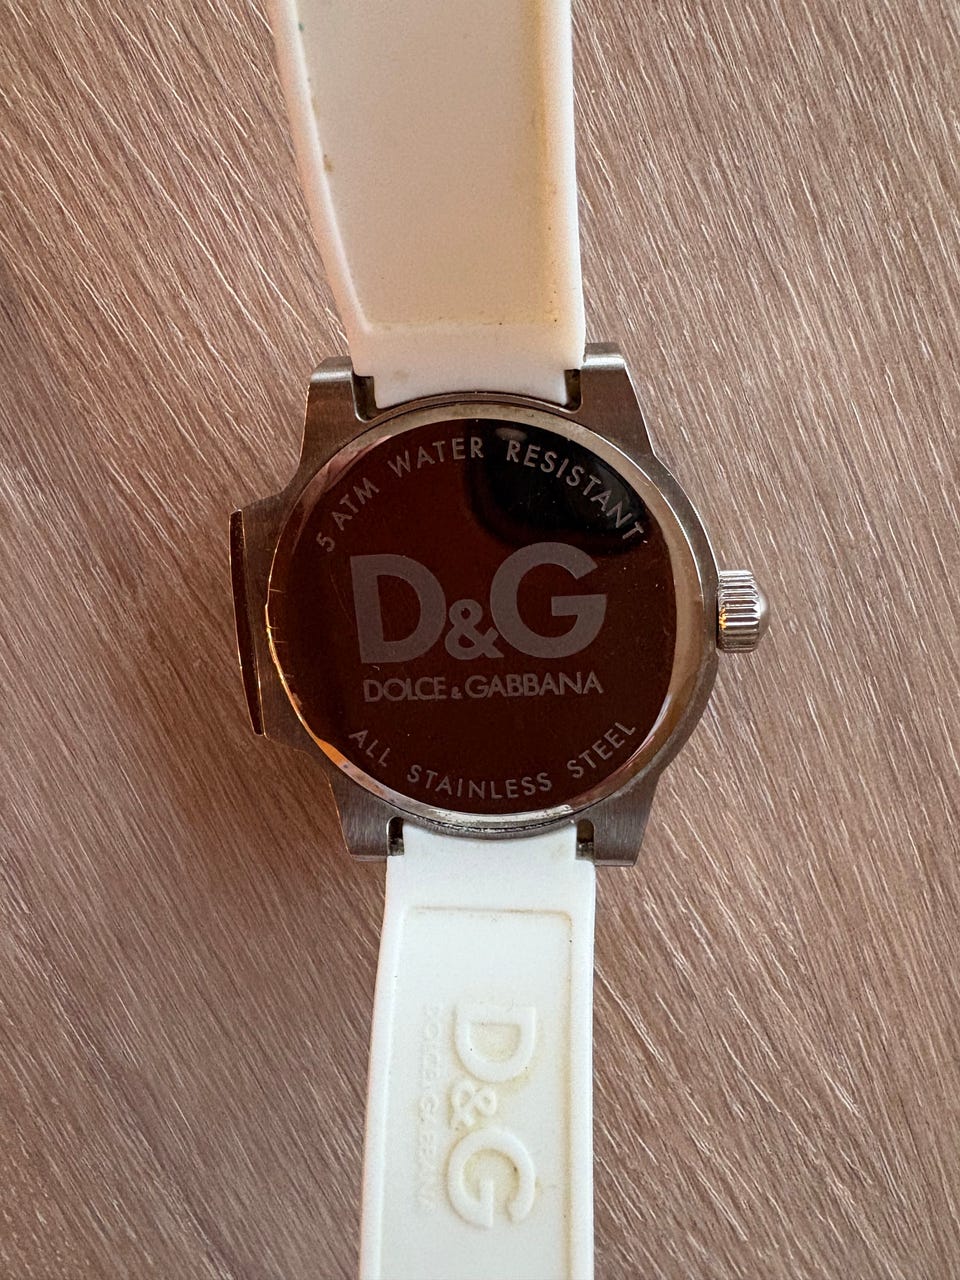 5 ATM WATER RESISTANT
D&G
DOLCE & GABBANA
ALL STAINLESS STEEL
D&G
DOLCE & GABBANA